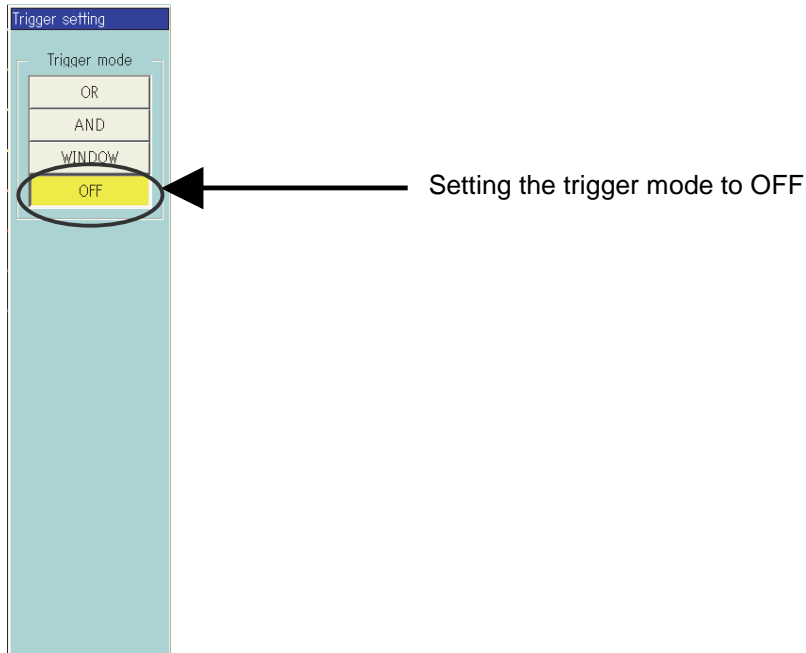 Trigger setting
Trigger mode
OR
AND
WINDOW
OFF
Setting the trigger mode to OFF